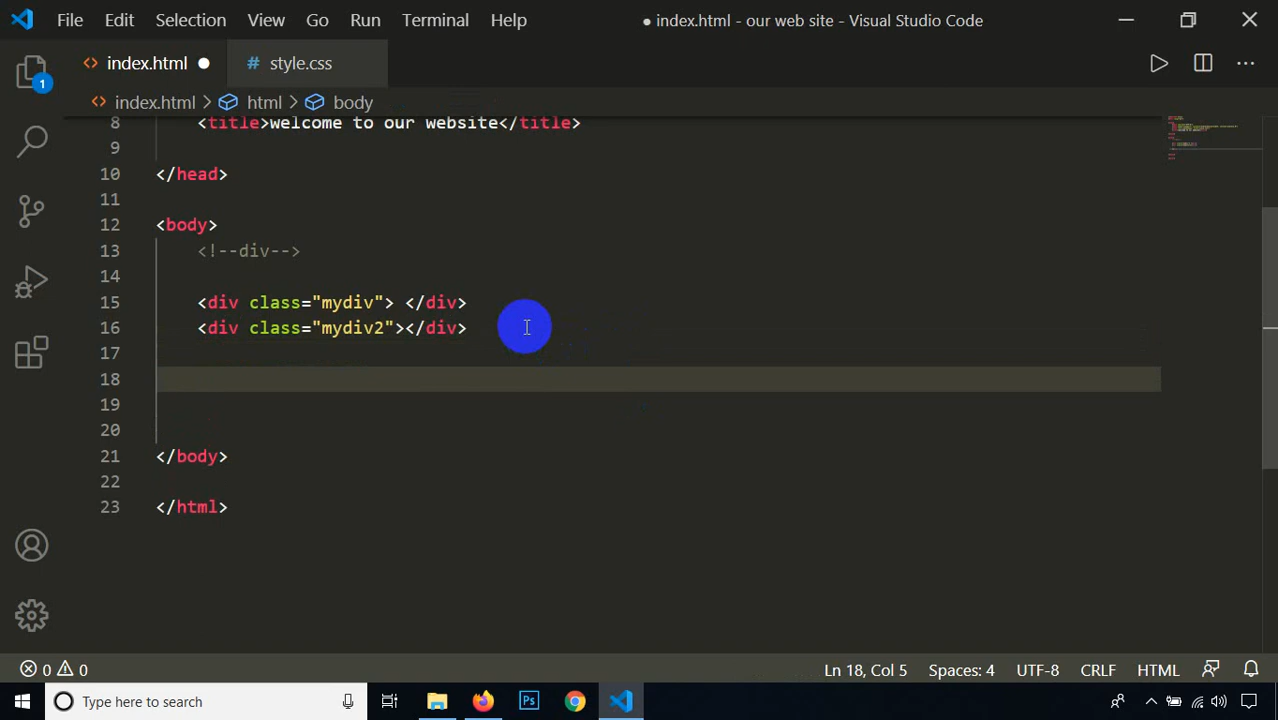 File Edit Selection View Go Run Terminal Help ● index.html - our web site - Visual Studio Code
1
<> index.html ● # style.css
<> index.html > html > body
8 <title>welcome to our website</title>
9
10 </head>
11
12 <body>
13 <!--div-->
14
15 <div class="mydiv"> </div>
16 <div class="mydiv2"></div>
17
18
19
20
21 </body>
22
23 </html>
0 0 Ln 18, Col 5 Spaces: 4 UTF-8 CRLF HTML
Type here to search Ps